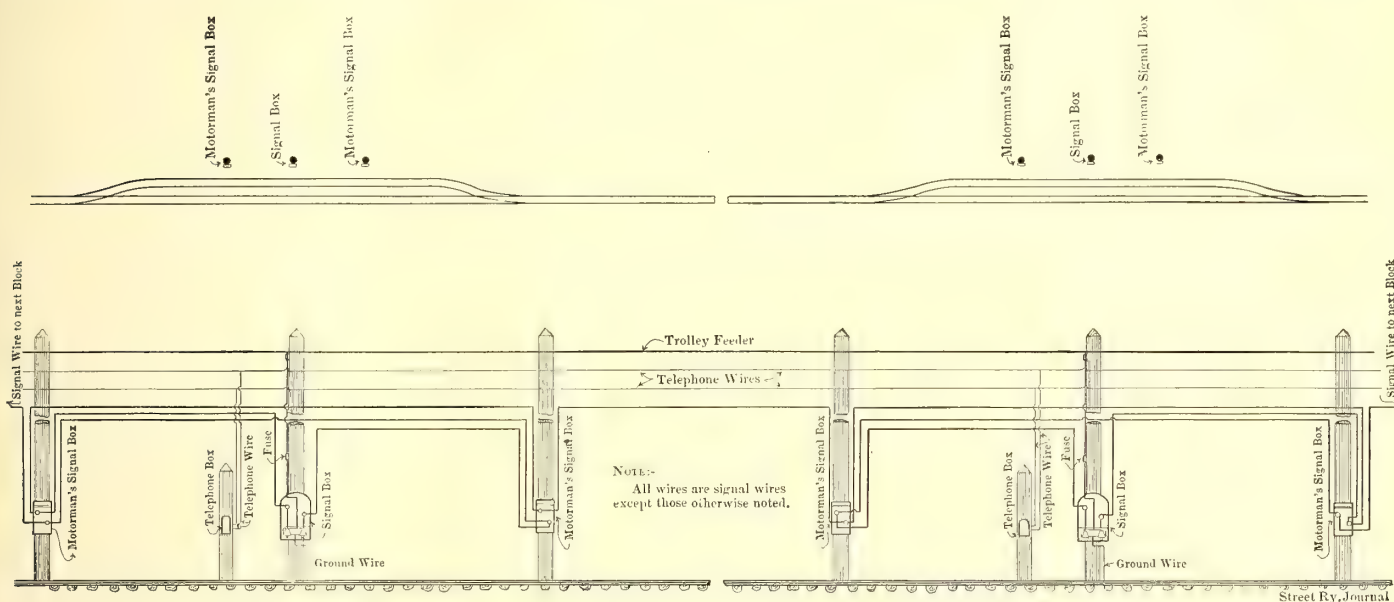 Motorman's Signal Box
Signal Box
Motorman's Signal Box
Motorman's Signal Box
Signal Box
Motorman's Signal Box
Signal Wire to next Block
Trolley Feeder
Telephone Wires
Signal Wire to next Block
Motorman's Signal Box
Telephone Box
Telephone Wire
Fuse
Signal Box
Motorman's Signal Box
NOTE:-
All wires are signal wires
except those otherwise noted.
Motorman's Signal Box
Telephone Box
Telephone Wire
Fuse
Signal Box
Motorman's Signal Box
Ground Wire
Ground Wire
Street Ry. Journal